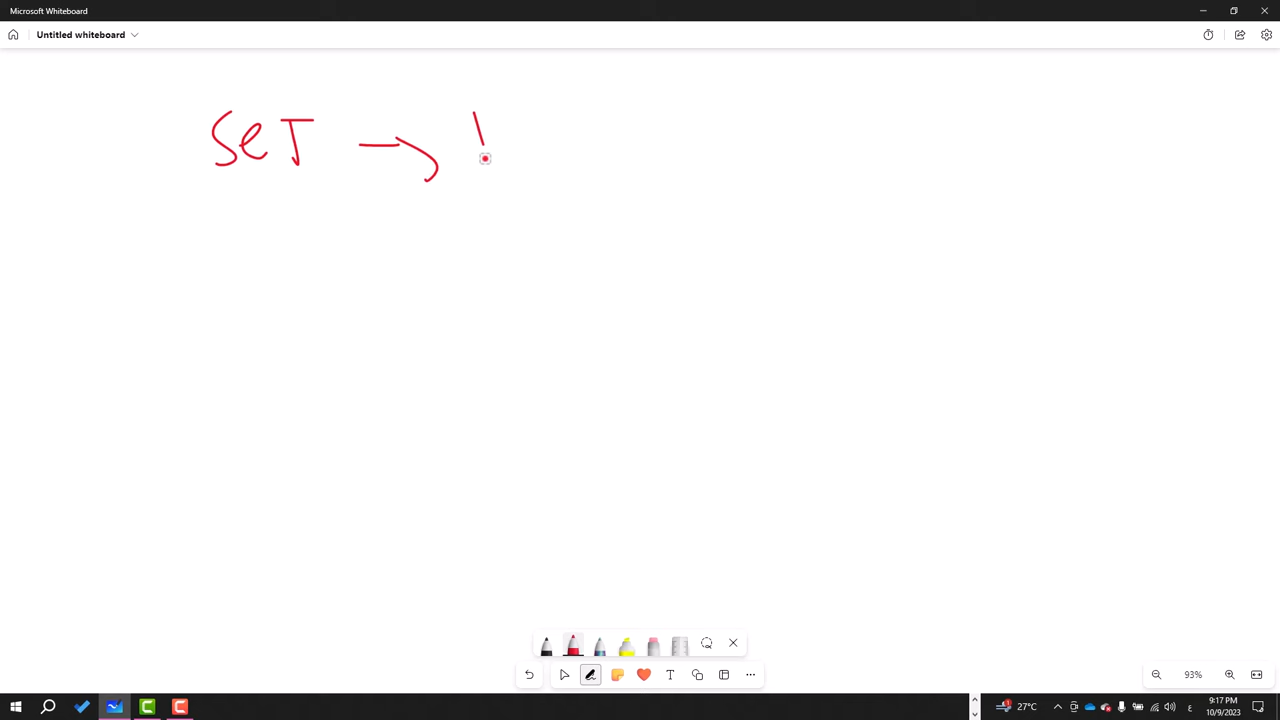 Microsoft Whiteboard
Untitled whiteboard
SeT →
93%
27°C
ع
9:17 PM
10/9/2023